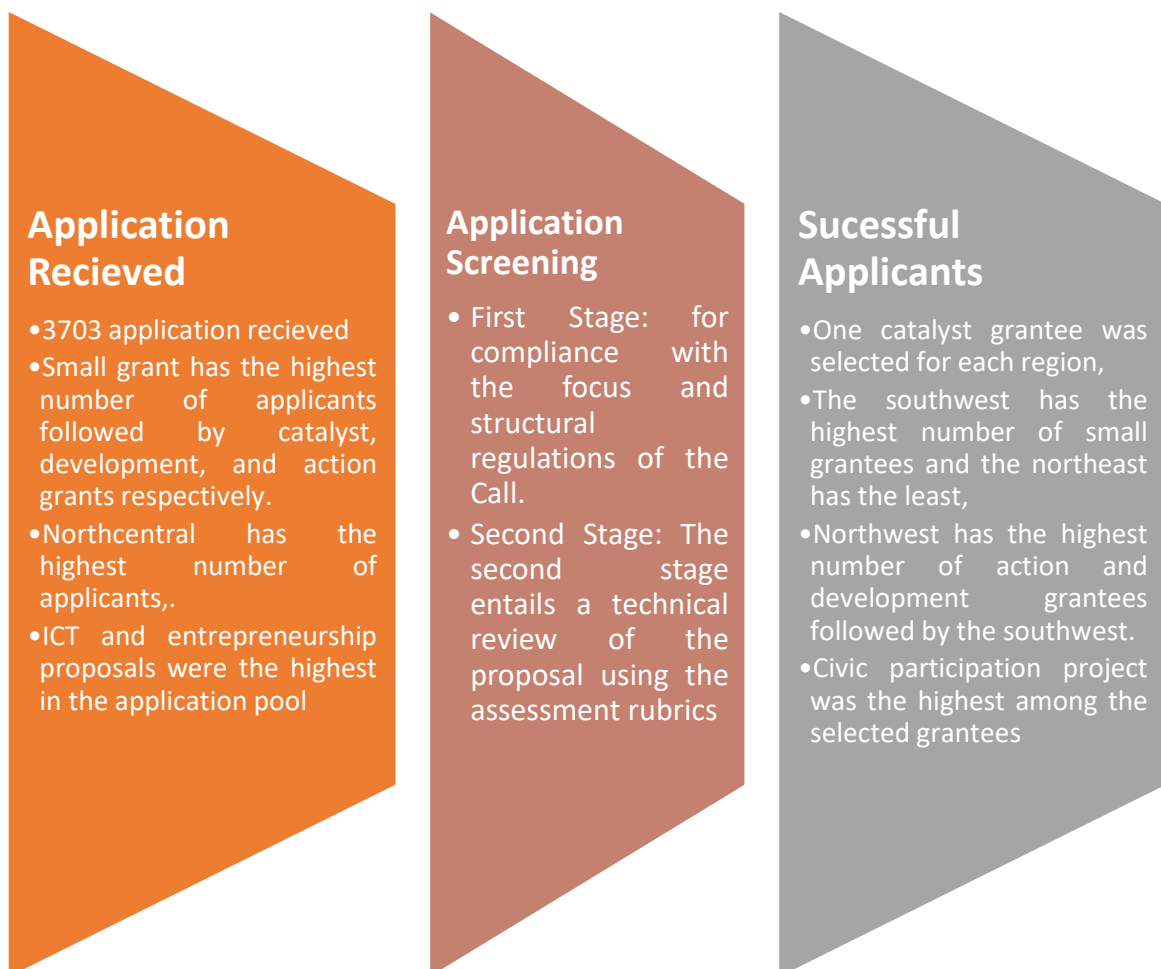 Application
Recieved
•3703 application recieved
•Small grant has the highest
number of applicants
followed by catalyst,
development, and action
grants respectively.
•Northcentral has the
highest number of
applicants,.
•ICT and entrepreneurship
proposals were the highest
in the application pool
Application
Screening
• First Stage: for
compliance with
the focus and
structural
regulations of the
Call.
• Second Stage: The
second stage
entails a technical
review of the
proposal using the
assessment rubrics
Sucessful
Applicants
•One catalyst grantee was
selected for each region,
•The southwest has the
highest number of small
grantees and the northeast
has the least,
•Northwest has the highest
number of action and
development grantees
followed by the southwest.
•Civic participation project
was the highest among the
selected grantees